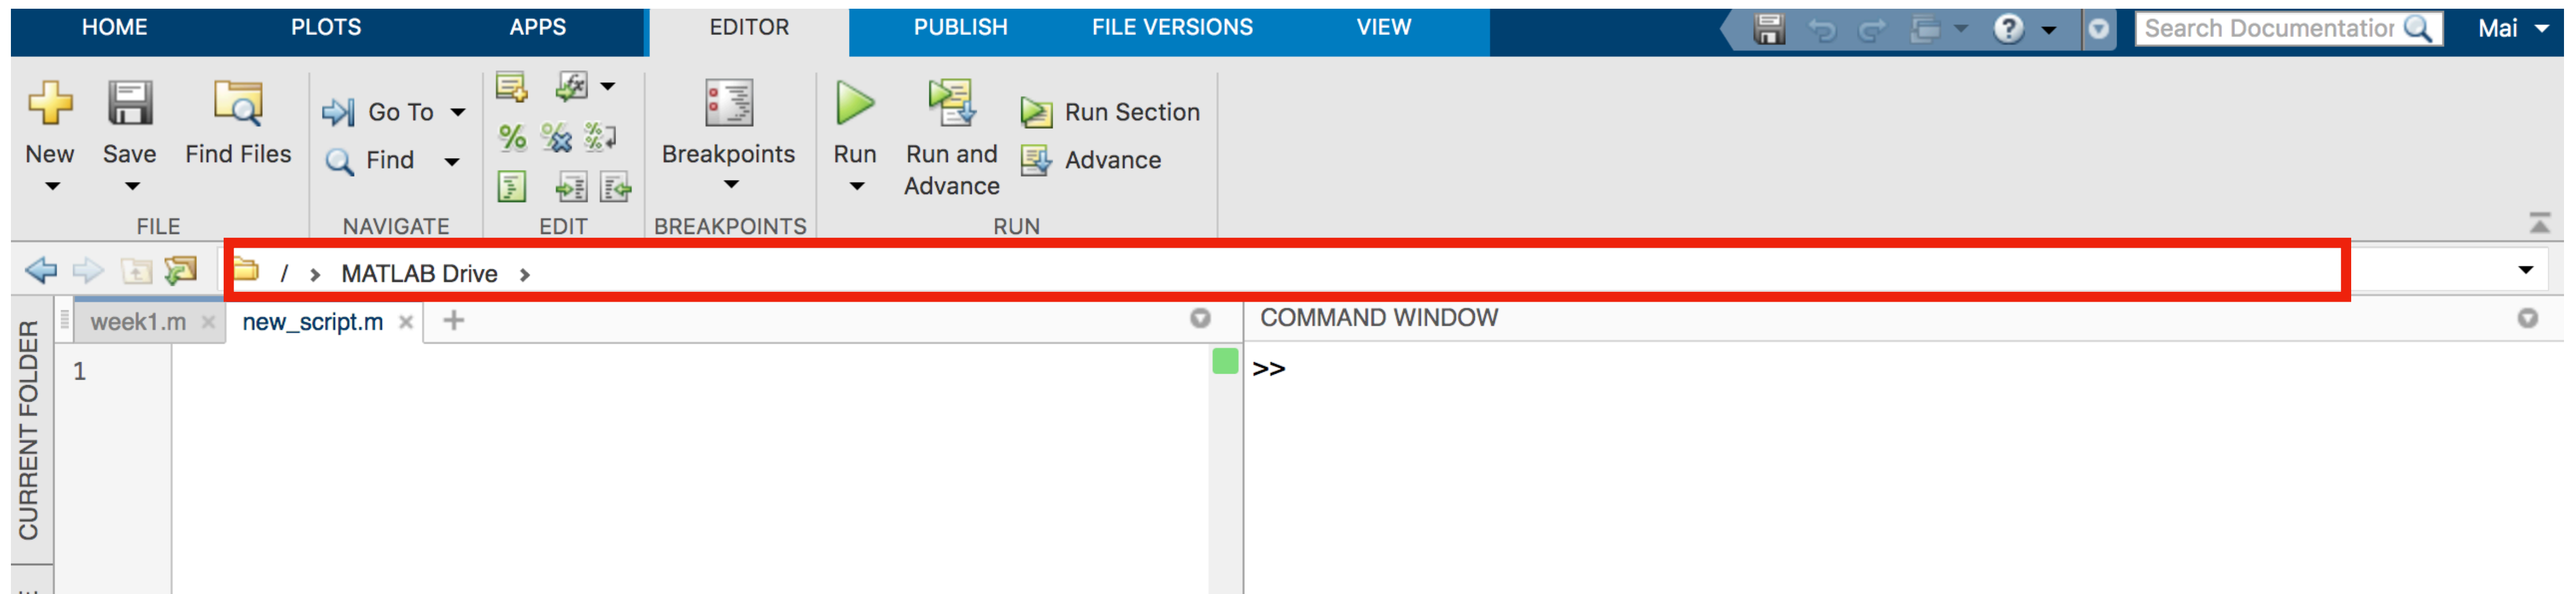 HOME PLOTS APPS EDITOR PUBLISH FILE VERSIONS VIEW Search Documentation Mai
New Save Find Files Go To Find Breakpoints Run Run and Advance Run Section Advance
FILE NAVIGATE EDIT BREAKPOINTS RUN
/ > MATLAB Drive >
week1.m × new_script.m × + COMMAND WINDOW
1 >>
CURRENT FOLDER